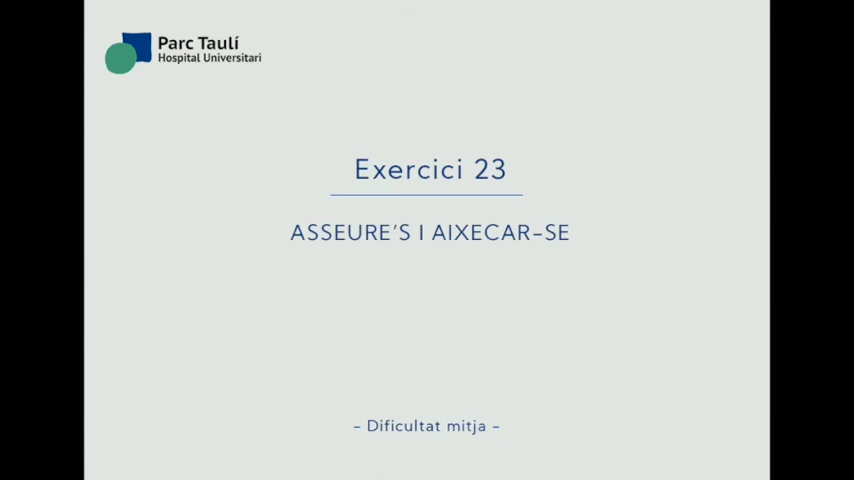 Parc Taulí
Hospital Universitari
Exercici 23
ASSEURE'S I AIXECAR-SE
- Dificultat mitja -